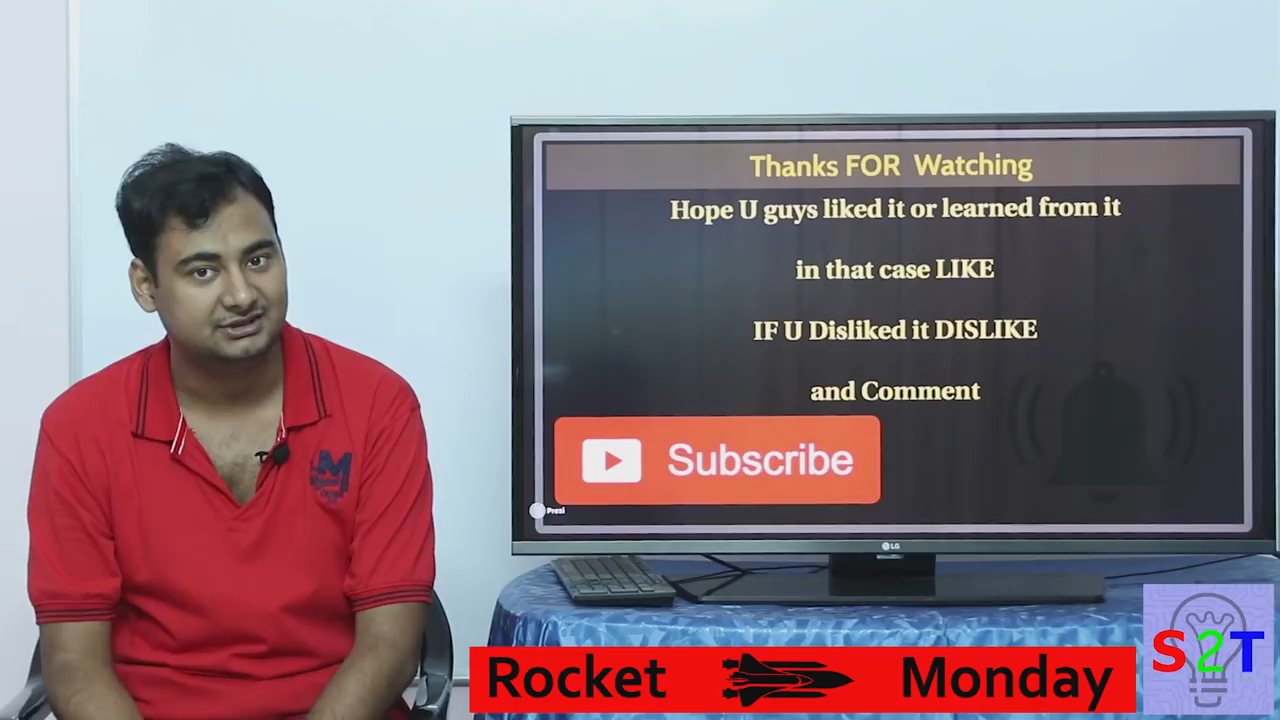 Thanks FOR Watching
Hope U guys liked it or learned from it
in that case LIKE
IF U Disliked it DISLIKE
and Comment
Subscribe
Prezi
LG
M
Rocket Monday
S2T